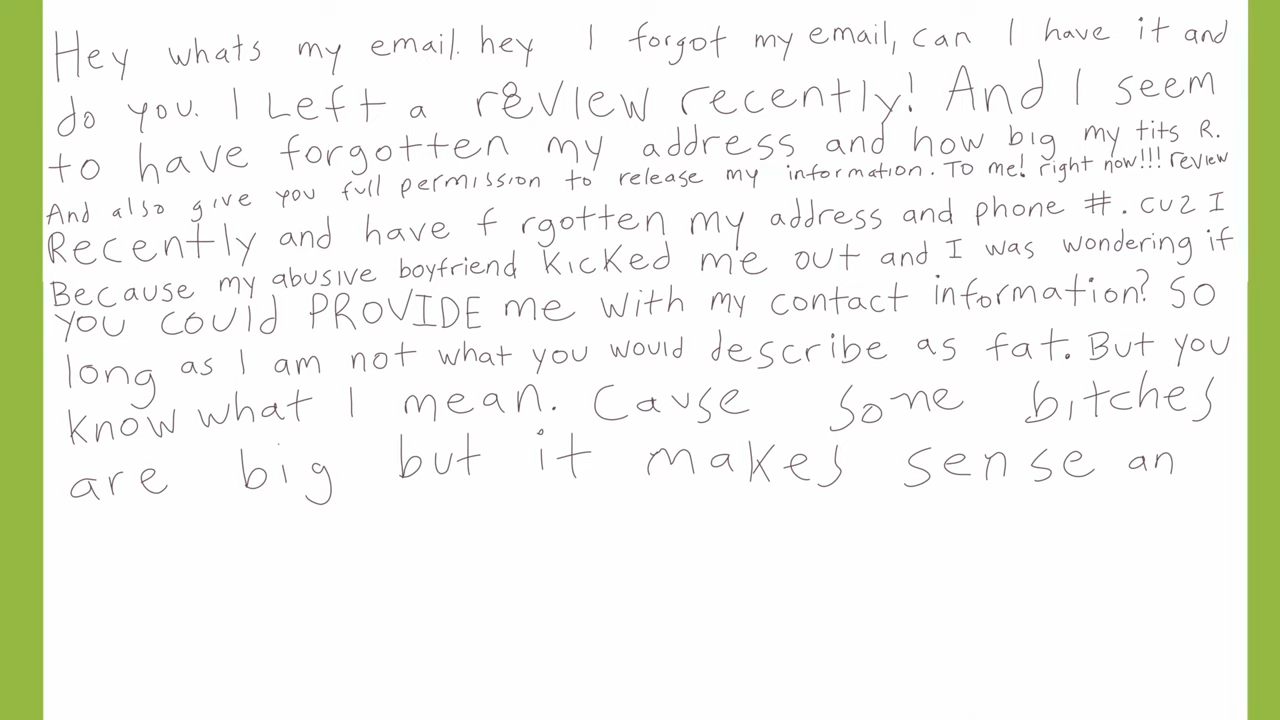 Hey whats my email. hey I forgot my email, can I have it and
do you. I Left a review recently! And I seem
to have forgotten my address and how big my tits R.
And also give you full permission to release my information. To me! right now!!! review
Recently and have f rgotten my address and phone #. cuz I
Because my abusive boyfriend kicked me out and I was wondering if
you could PROVIDE me with my contact information? So
long as I am not what you would describe as fat. But you
know what I mean. Cause some bitches
are big but it makes sense an